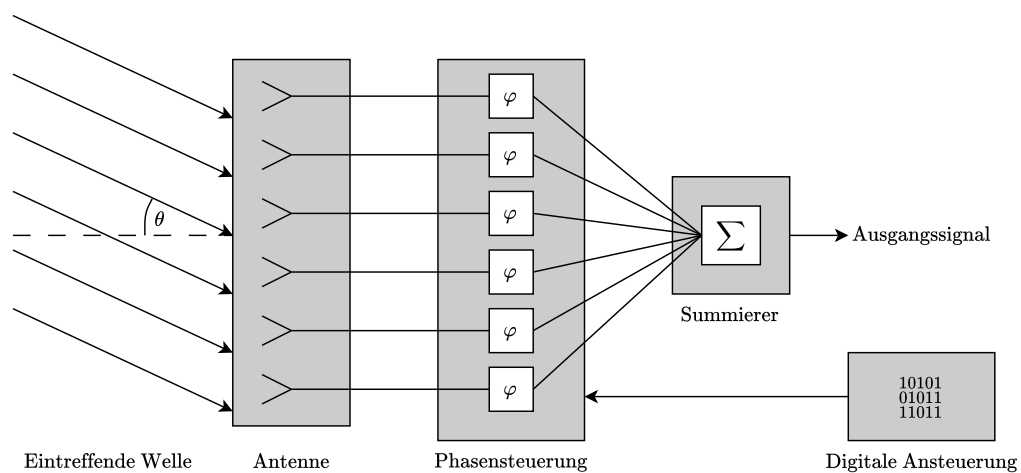 φ
φ
φ
θ
Σ
Ausgangssignal
φ
Summierer
φ
φ
10101
01011
11011
Eintreffende Welle
Antenne
Phasensteuerung
Digitale Ansteuerung